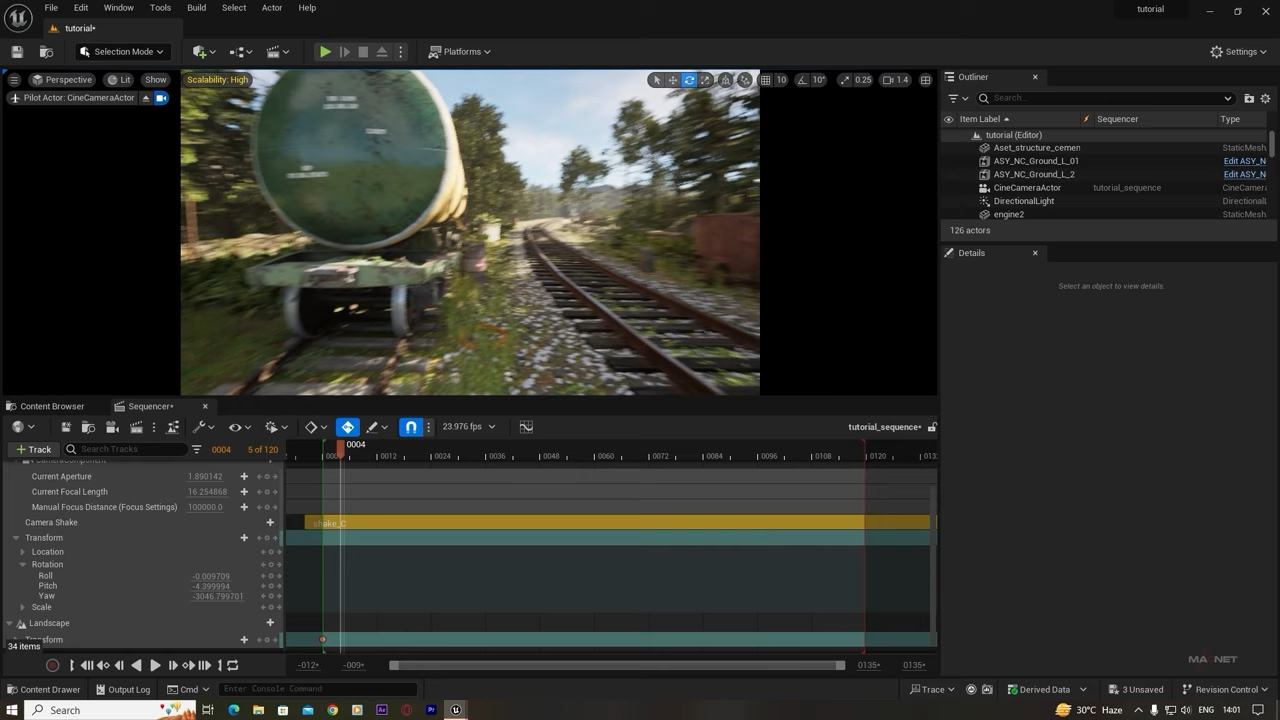 File Edit Window Tools Build Select Actor Help
tutorial
tutorial*
Selection Mode
Platforms
Settings
Perspective Lit Show
Scalability: High
10 10° 0.25 1.4
Pilot Actor: CineCameraActor
Outliner
Search...
Item Label Sequencer Type
tutorial (Editor)
Aset_structure_cemen StaticMesh
ASY_NC_Ground_L_01 Edit ASY_N
ASY_NC_Ground_L_2 Edit ASY_N
CineCameraActor tutorial_sequence CineCamera
DirectionalLight Directional
engine2 StaticMesh
126 actors
Details
Select an object to view details.
Content Browser Sequencer*
23.976 fps
tutorial_sequence*
Track Search Tracks 0004 5 of 120
0004
0012 0024 0036 0048 0060 0072 0084 0096 0108 0120
Current Aperture 1.890142
Current Focal Length 16.254868
Manual Focus Distance (Focus Settings) 100000.0
Camera Shake
shake_C
Transform
Location
Rotation
Roll -0.009709
Pitch -4.399994
Yaw -3046.799701
Scale
Landscape
Transform
34 items
-012+ -009+ 0135+ 0135+
MAXNET
Content Drawer Output Log Cmd Enter Console Command
Trace Derived Data 3 Unsaved Revision Control
Search
30°C Haze ENG 14:01